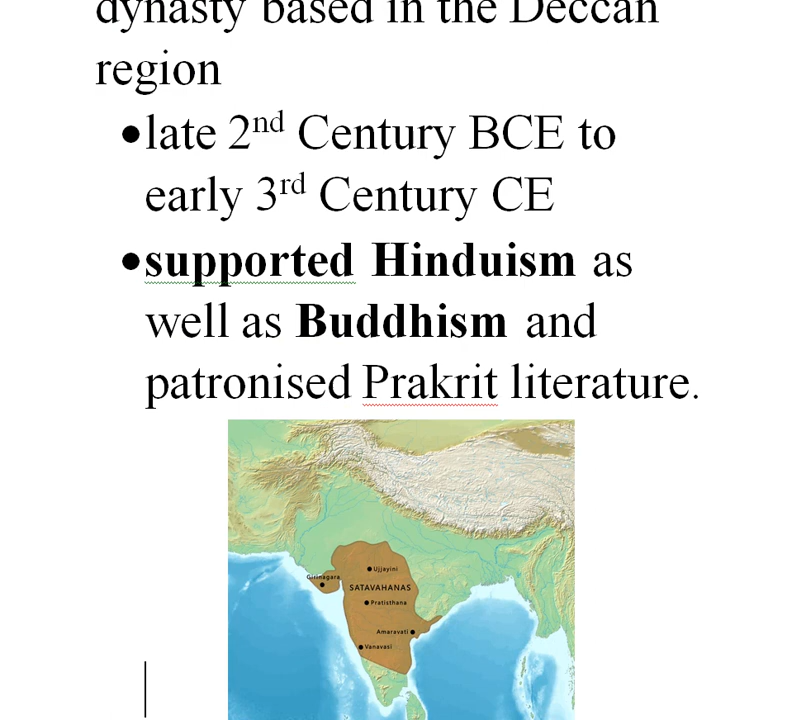 dynasty based in the Deccan
region
•late 2nd Century BCE to
early 3rd Century CE
•supported Hinduism as
well as Buddhism and
patronised Prakrit literature.
Ujjayini
Girinagara
SATAVAHANAS
Pratisthana
Amaravati
Vanavasi